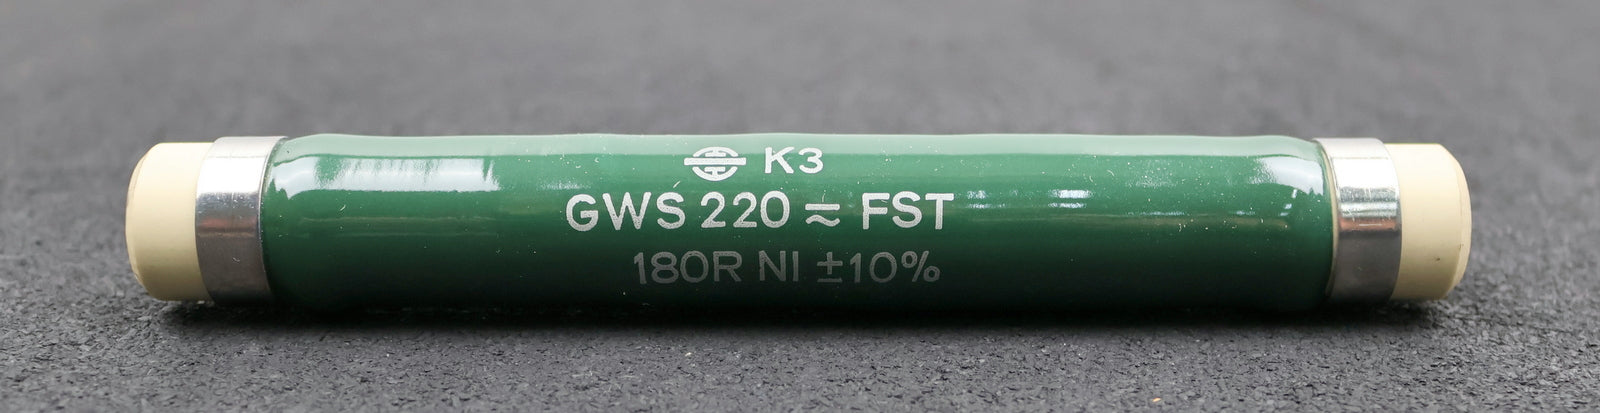 K3
GWS 220 ≂ FST
180R NI ±10%